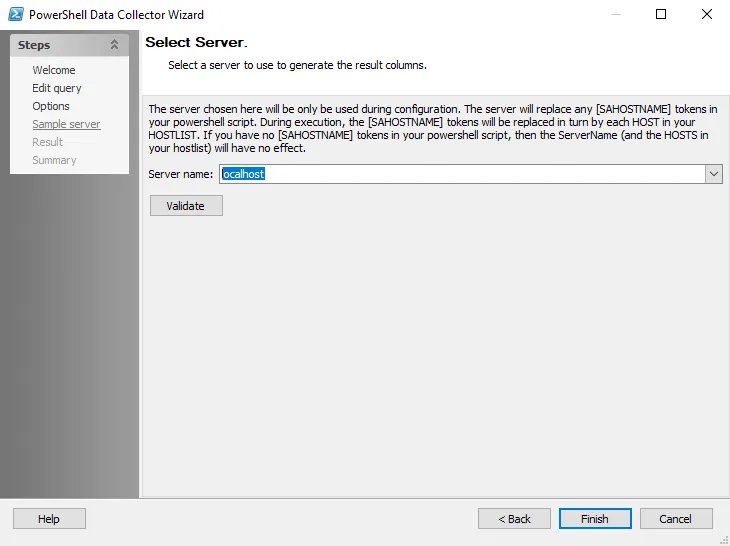 PowerShell Data Collector Wizard
Steps
Welcome
Edit query
Options
Sample server
Result
Summary
Select Server.
Select a server to use to generate the result columns.
The server chosen here will be only be used during configuration. The server will replace any [SAHOSTNAME] tokens in
your powershell script. During execution, the [SAHOSTNAME] tokens will be replaced in turn by each HOST in your
HOSTLIST. If you have no [SAHOSTNAME] tokens in your powershell script, then the ServerName (and the HOSTS in
your hostlist) will have no effect.
Server name: ocalhost
Validate
Help
< Back
Finish
Cancel